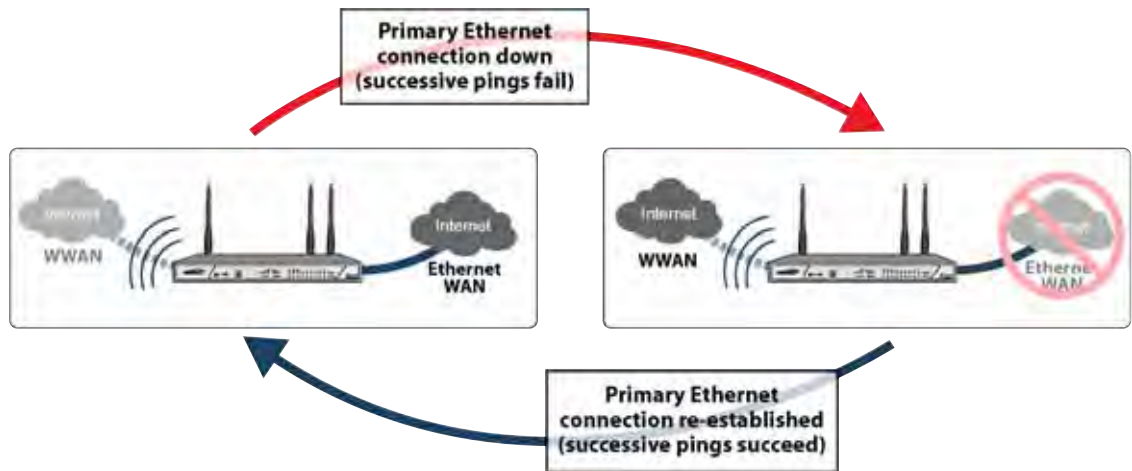 Primary Ethernet
connection down
(successive pings fail)
Internet
WWAN
Internet
Ethernet
WAN
Internet
WWAN
Ethernet
WAN
Primary Ethernet
connection re-established
(successive pings succeed)